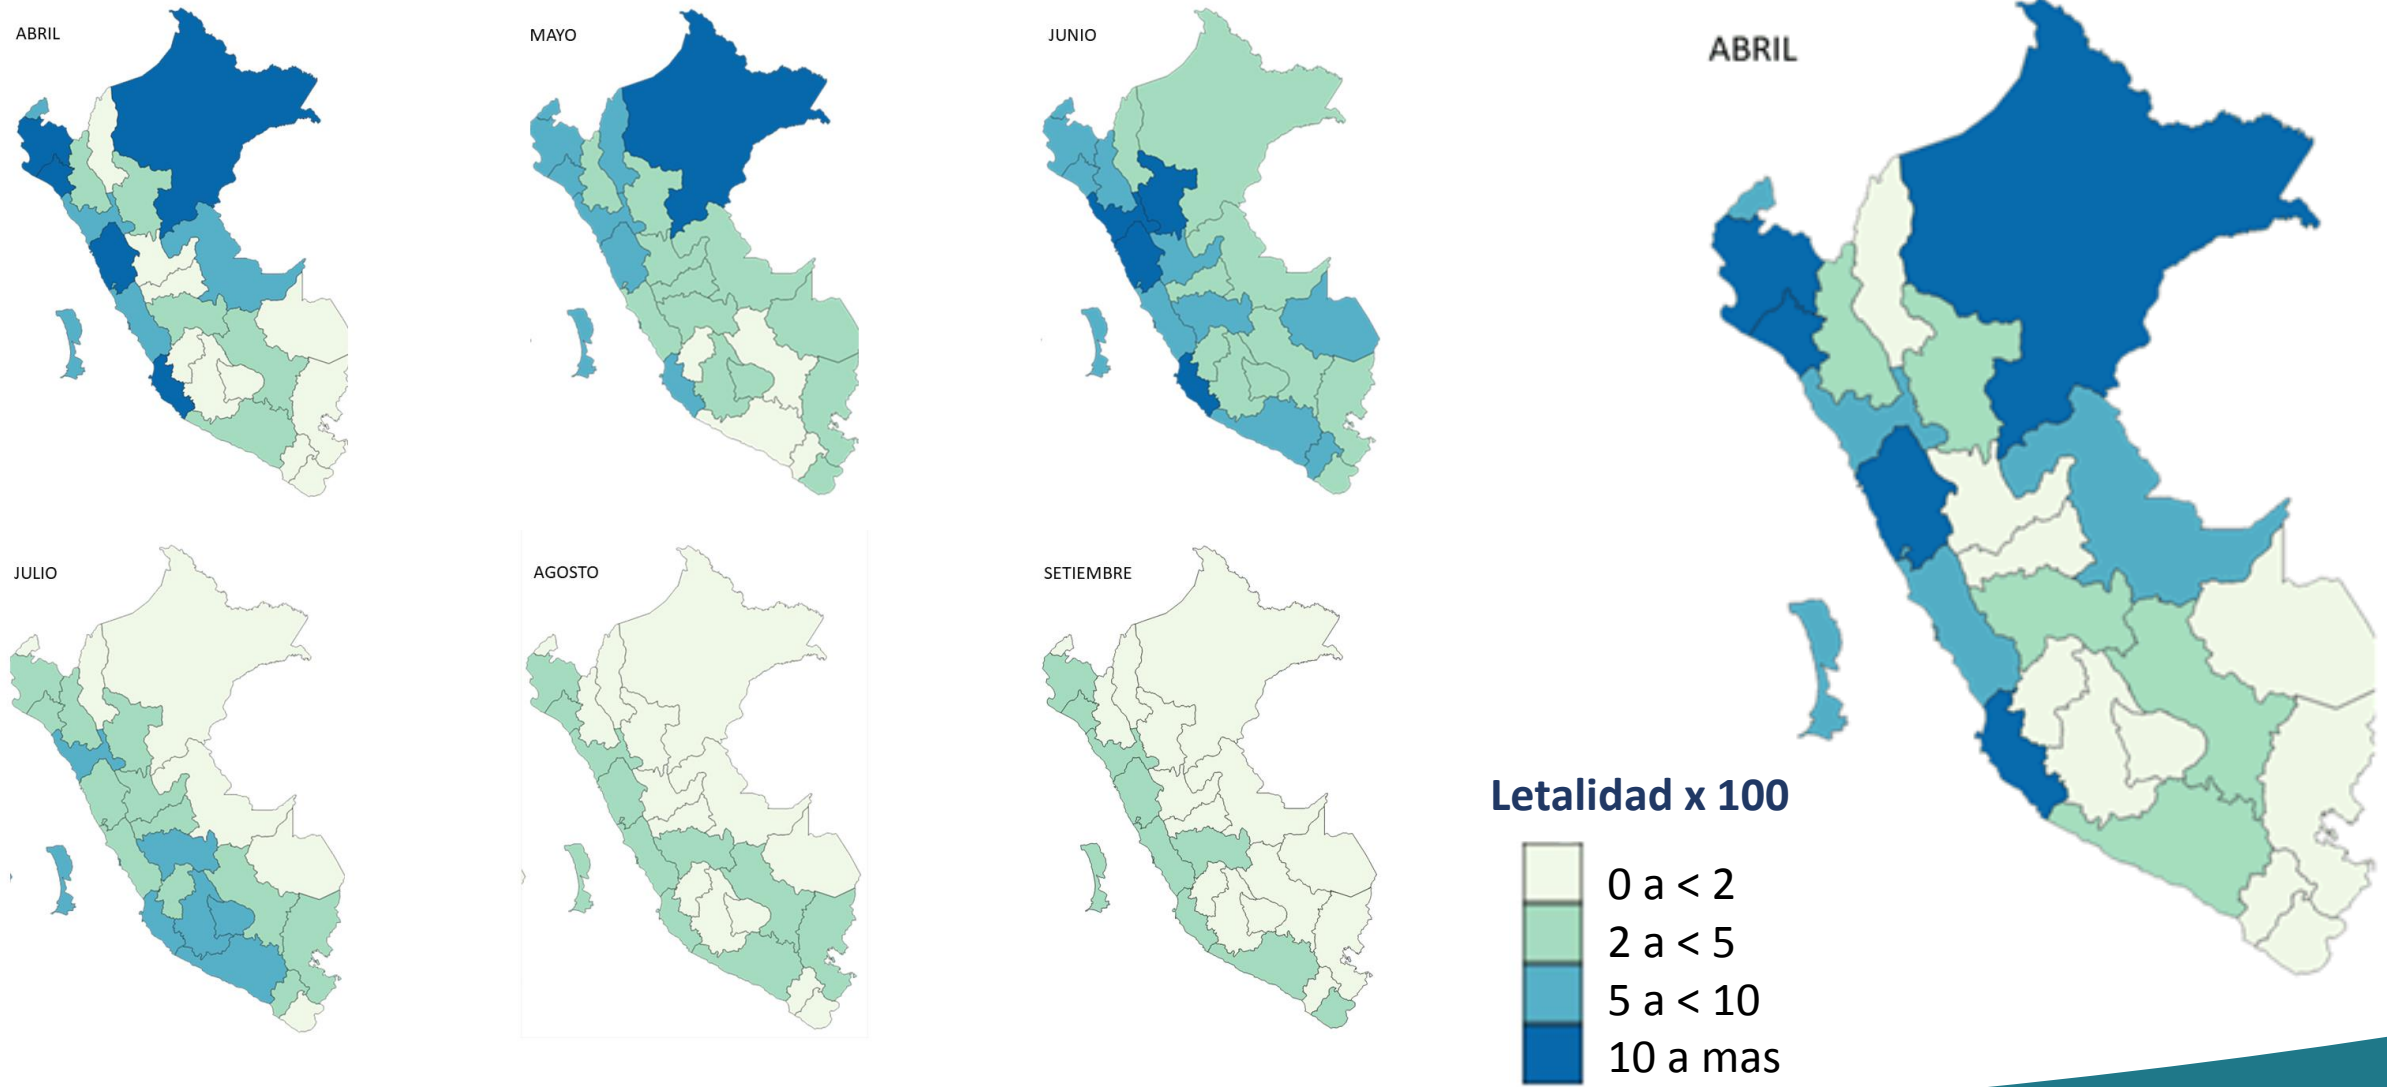 ABRIL
MAYO
JUNIO
ABRIL
JULIO
AGOSTO
SETIEMBRE
Letalidad x 100
0 a < 2
2 a < 5
5 a < 10
10 a mas